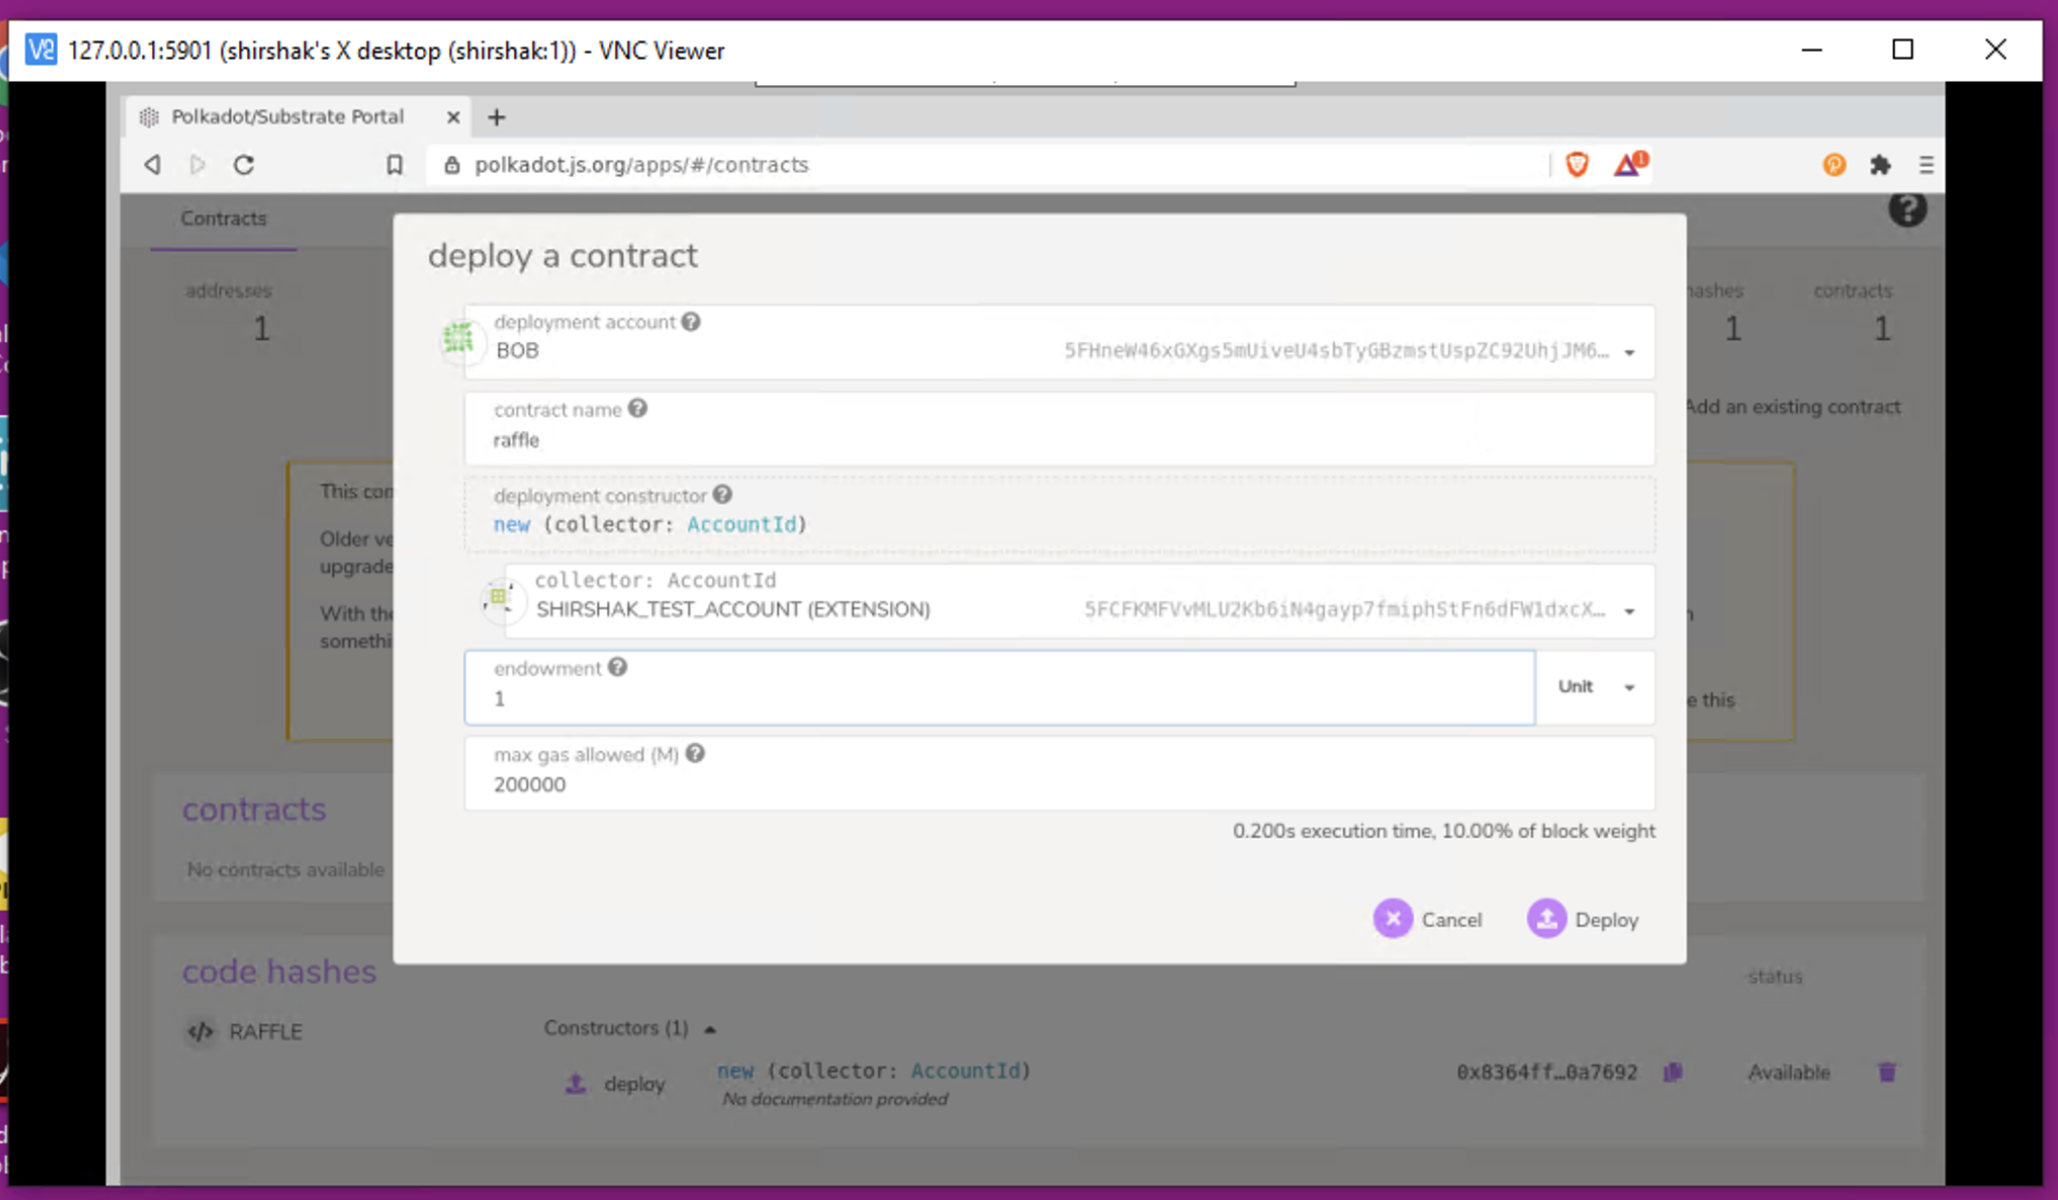 127.0.0.1:5901 (shirshak's X desktop (shirshak:1)) - VNC Viewer
Polkadot/Substrate Portal
polkadot.js.org/apps/#/contracts
1
Contracts
addresses
1
hashes
1
contracts
1
Add an existing contract
This con
Older ve
upgrade
With the
somethi
e this
deploy a contract
deployment account
BOB
5FHneW46xGXgs5mUiveU4sbTyGBzmstUspZC92UhjJM6…
contract name
raffle
deployment constructor
new (collector: AccountId)
collector: AccountId
SHIRSHAK_TEST_ACCOUNT (EXTENSION)
5FCFKMFVvMLU2Kb6iN4gayp7fmiphStFn6dFW1dxcX…
endowment
1
Unit
max gas allowed (M)
200000
0.200s execution time, 10.00% of block weight
Cancel
Deploy
contracts
No contracts available
code hashes
status
RAFFLE
Constructors (1)
deploy
new (collector: AccountId)
No documentation provided
0x8364ff…0a7692
Available